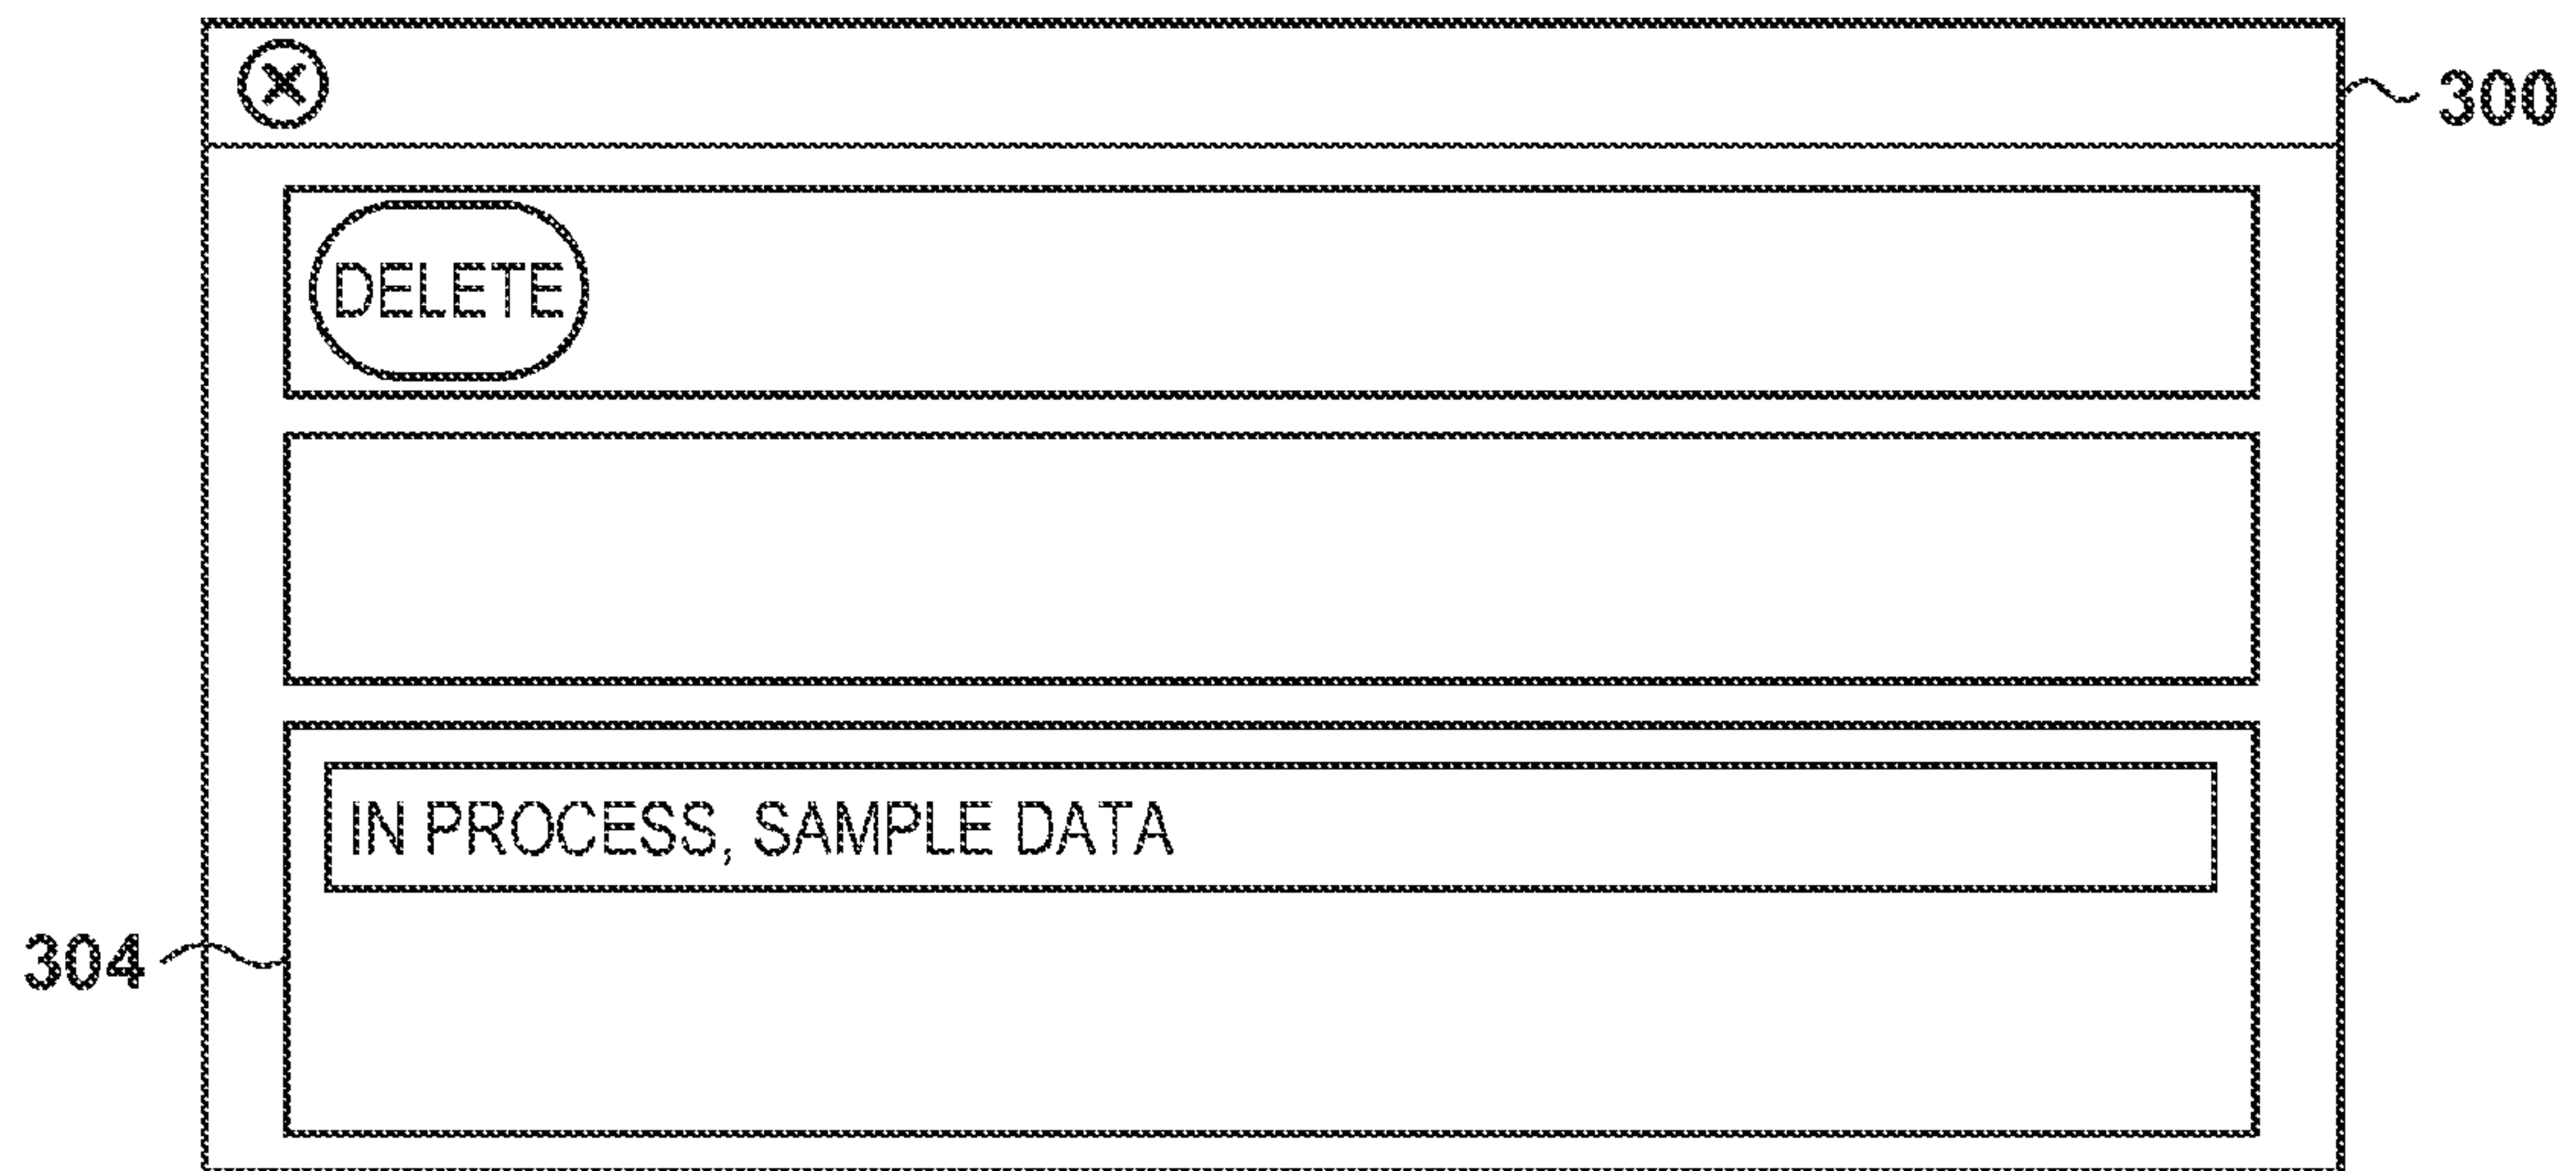 300
DELETE
IN PROCESS, SAMPLE DATA
304